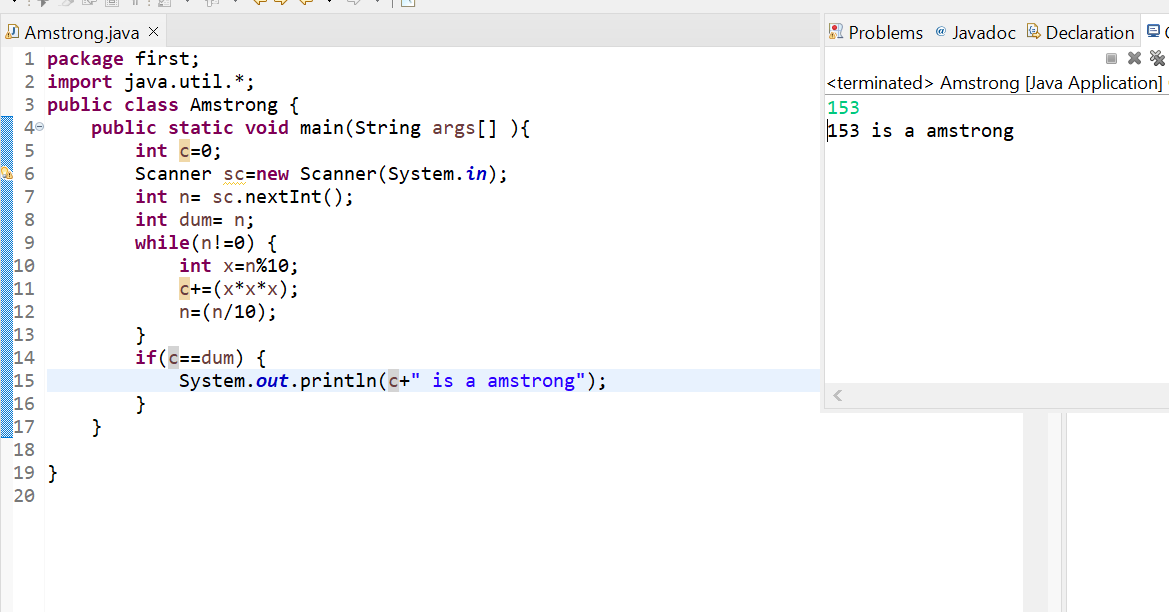 Amstrong.java
1 package first;
2 import java.util.*;
3 public class Amstrong {
4 public static void main(String args[] ){
5 int c=0;
6 Scanner sc=new Scanner(System.in);
7 int n= sc.nextInt();
8 int dum= n;
9 while(n!=0) {
10 int x=n%10;
11 c+=(x*x*x);
12 n=(n/10);
13 }
14 if(c==dum) {
15 System.out.println(c+" is a amstrong");
16 }
17 }
18
19 }
20
Problems @ Javadoc Declaration
<terminated> Amstrong [Java Application]
153
153 is a amstrong